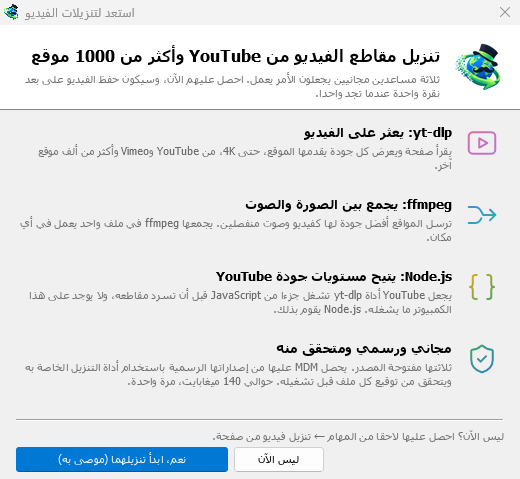 استعد لتنزيلات الفيديو
تنزيل مقاطع الفيديو من YouTube وأكثر من 1000 موقع
ثلاثة مساعدين مجانيين يجعلون الأمر يعمل. احصل عليهم الآن، وسيكون حفظ الفيديو على بعد
نقرة واحدة عندما تجد واحدا.
yt-dlp: يعثر على الفيديو
يقرأ صفحة ويعرض كل جودة يقدمها الموقع، حتى 4K، من YouTube وVimeo وأكثر من ألف موقع
آخر.
ffmpeg: يجمع بين الصورة والصوت
ترسل المواقع أفضل جودة لها كفيديو وصوت منفصلين. يجمعها ffmpeg في ملف واحد يعمل في أي
مكان.
Node.js: يتيح مستويات جودة YouTube
يجعل YouTube أداة yt-dlp تشغل جزءا من JavaScript قبل أن تسرد مقاطعه، ولا يوجد على هذا
الكمبيوتر ما يشغله. Node.js يقوم بذلك.
مجاني ورسمي ومتحقق منه
ثلاثتها مفتوحة المصدر. يحصل MDM عليها من إصداراتها الرسمية باستخدام أداة التنزيل الخاصة به
ويتحقق من توقيع كل ملف قبل تشغيله. حوالي 140 ميغابايت، مرة واحدة.
ليس الآن؟ احصل عليها لاحقا من المهام ← تنزيل فيديو من صفحة.
ليس الآن
نعم، ابدأ تنزيلهما (موصى به)